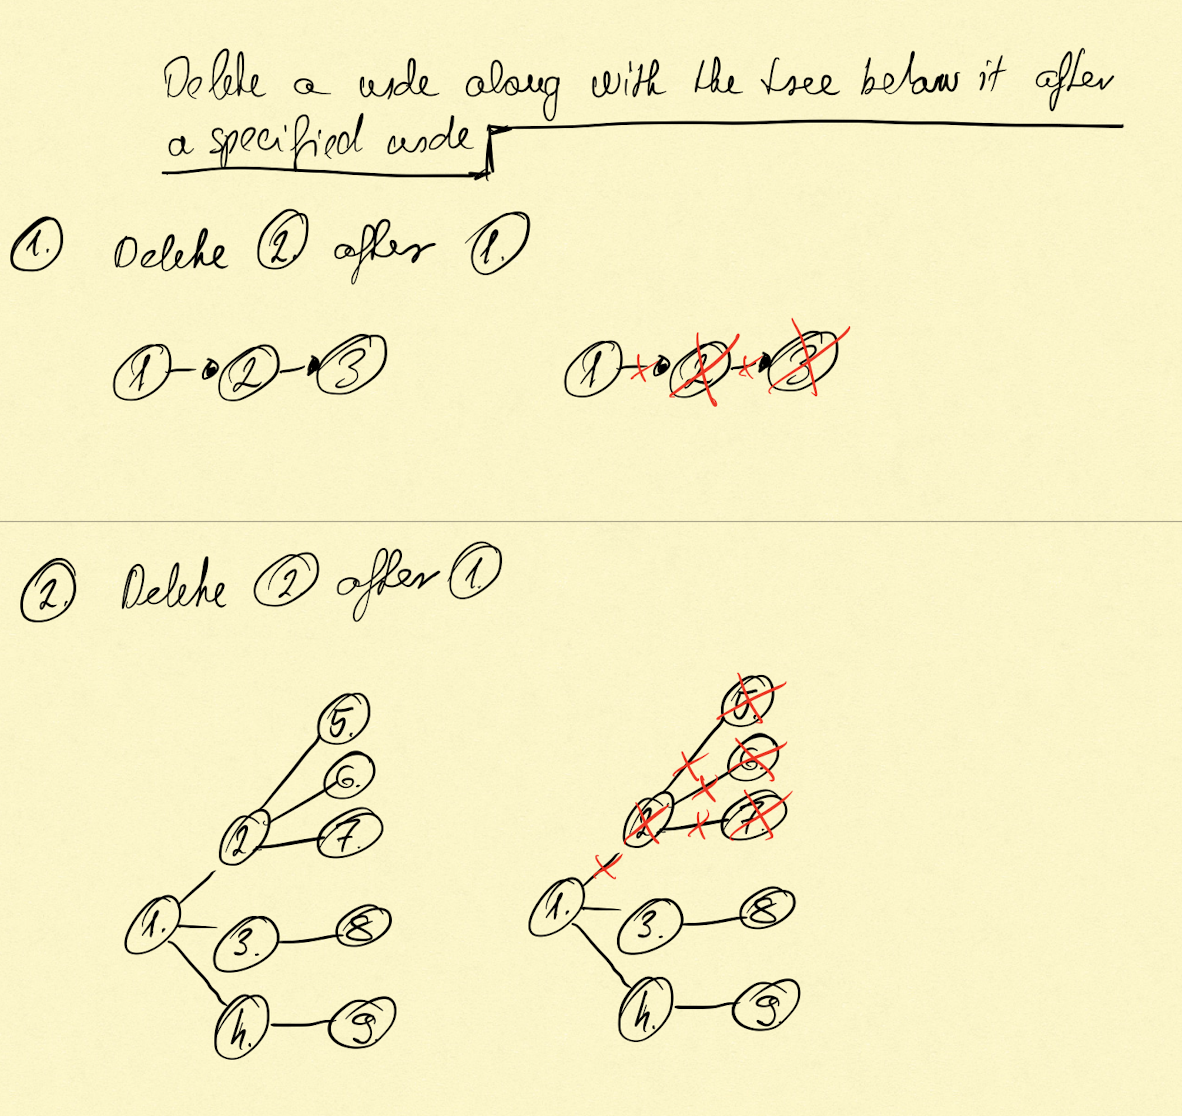 Delete a node along with the tree below it after
a specified node
1. Delete 2. after 1.
1 2 3 1 2 3
2. Delete 2 after 1.
5. 5.
6. 6.
2 7. 2 7.
1. 3. 8 1. 3. 8
4. 9 4. 9